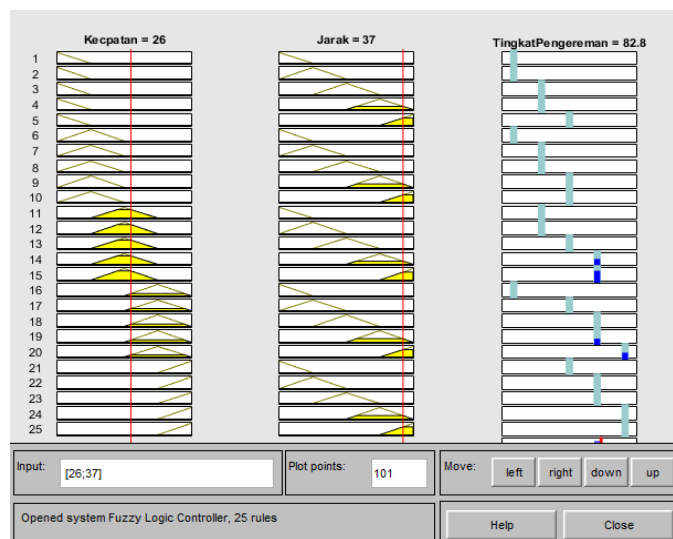 Kecpatan = 26
Jarak = 37
TingkatPengereman = 82.8
1
2
3
4
5
6
7
8
9
10
11
12
13
14
15
16
17
18
19
20
21
22
23
24
25
Input:
[26;37]
Plot points:
101
Move:
left
right
down
up
Opened system Fuzzy Logic Controller, 25 rules
Help
Close